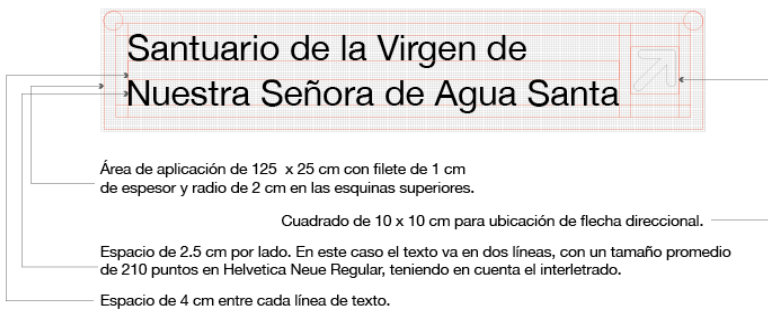 Santuario de la Virgen de
Nuestra Señora de Agua Santa
Área de aplicación de 125 x 25 cm con filete de 1 cm
de espesor y radio de 2 cm en las esquinas superiores.
Cuadrado de 10 x 10 cm para ubicación de flecha direccional.
Espacio de 2.5 cm por lado. En este caso el texto va en dos líneas, con un tamaño promedio
de 210 puntos en Helvetica Neue Regular, teniendo en cuenta el interletrado.
Espacio de 4 cm entre cada línea de texto.